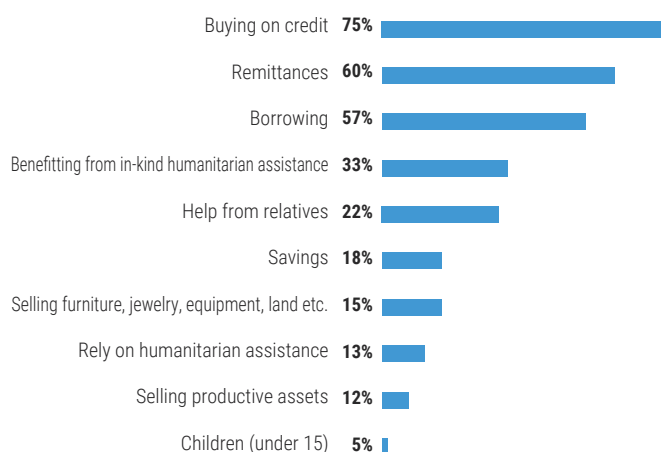 Buying on credit 75%
Remittances 60%
Borrowing 57%
Benefitting from in-kind humanitarian assistance 33%
Help from relatives 22%
Savings 18%
Selling furniture, jewelry, equipment, land etc. 15%
Rely on humanitarian assistance 13%
Selling productive assets 12%
Children (under 15) 5%